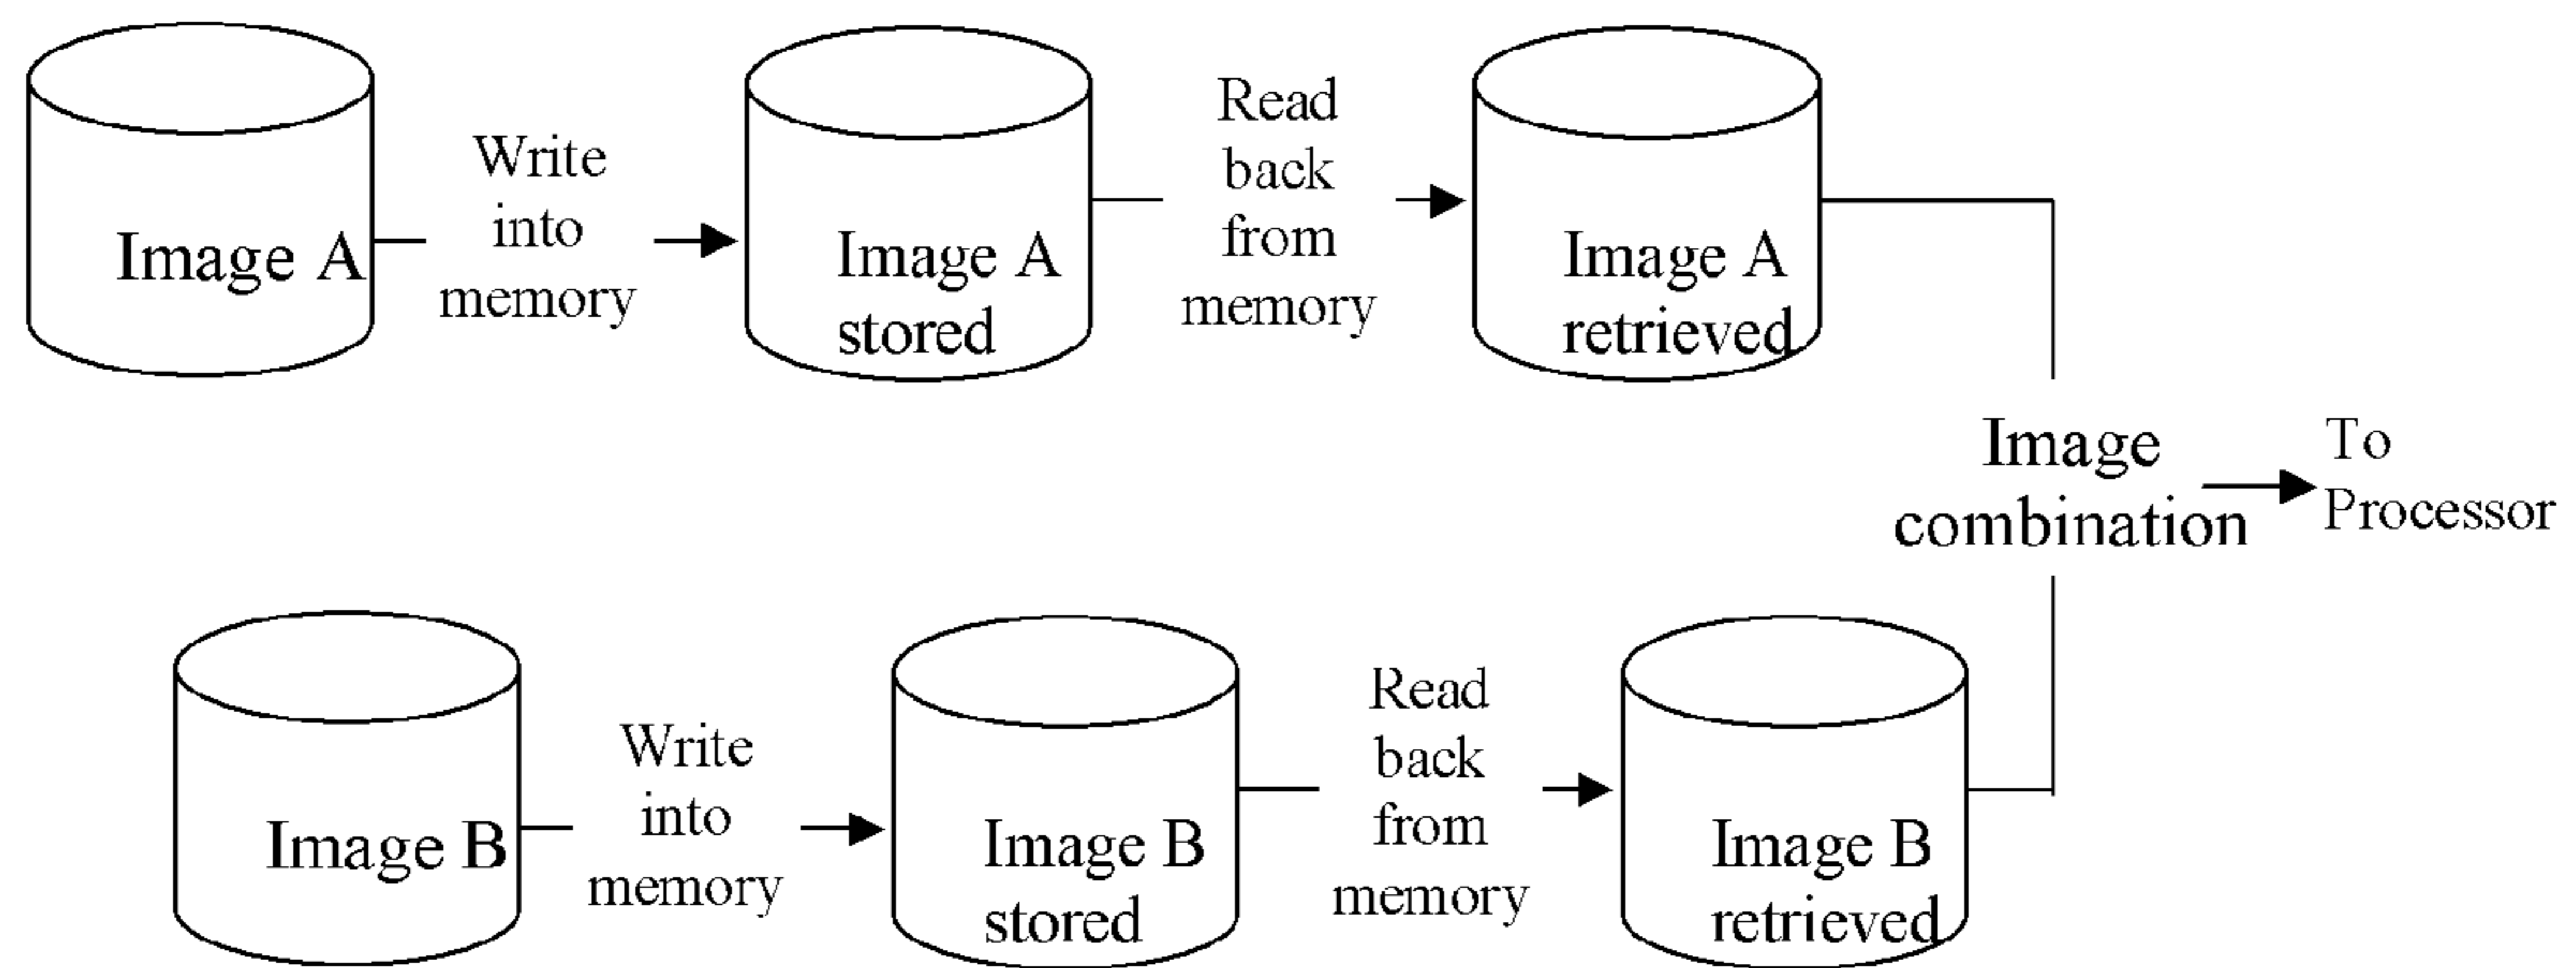 Image A
Write
into
memory
Image A
stored
Read
back
from
memory
Image A
retrieved
Image
combination
To
Processor
Image B
Write
into
memory
Image B
stored
Read
back
from
memory
Image B
retrieved